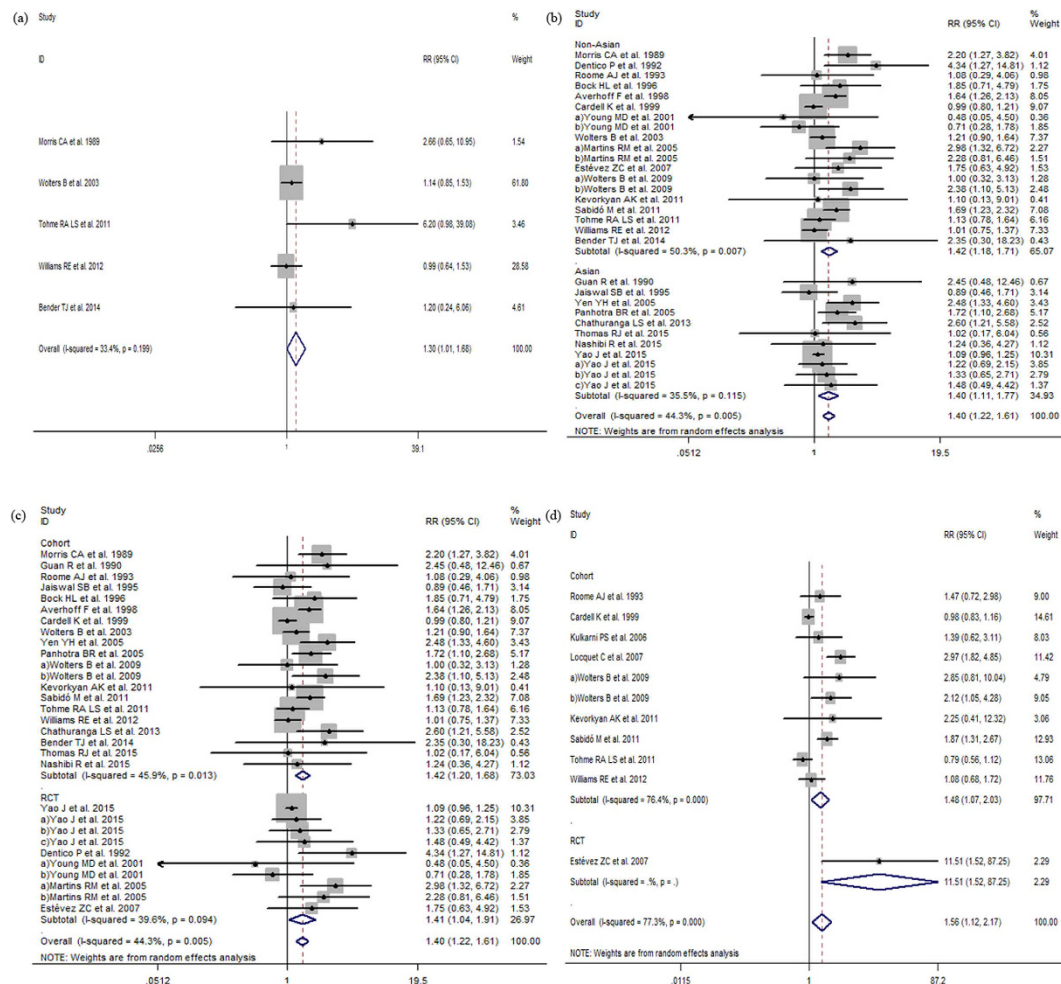 (a)
Study %
ID RR (95% CI) Weight
Morris CA et al. 1989 2.66 (0.65, 10.95) 1.54
Wolters B et al. 2003 1.14 (0.85, 1.53) 61.80
Tohme RA LS et al. 2011 6.20 (0.98, 39.08) 3.46
Williams RE et al. 2012 0.99 (0.64, 1.53) 28.58
Bender TJ et al. 2014 1.20 (0.24, 6.06) 4.61
Overall (I-squared = 33.4%, p = 0.199) 1.30 (1.01, 1.68) 100.00
.0256 1 39.1
(b)
Study %
ID RR (95% CI) Weight
Non-Asian
Morris CA et al. 1989 2.20 (1.27, 3.82) 4.01
Dentico P et al. 1992 4.34 (1.27, 14.81) 1.12
Roome AJ et al. 1993 1.08 (0.29, 4.06) 0.98
Bock HL et al. 1996 1.85 (0.71, 4.79) 1.75
Averhoff F et al. 1998 1.64 (1.26, 2.13) 8.05
Cardell K et al. 1999 0.99 (0.80, 1.21) 9.07
a)Young MD et al. 2001 0.48 (0.05, 4.50) 0.36
b)Young MD et al. 2001 0.71 (0.28, 1.78) 1.85
Wolters B et al. 2003 1.21 (0.90, 1.64) 7.37
a)Martins RM et al. 2005 2.98 (1.32, 6.72) 2.27
b)Martins RM et al. 2005 2.28 (0.81, 6.46) 1.51
Estévez ZC et al. 2007 1.75 (0.63, 4.92) 1.53
a)Wolters B et al. 2009 1.00 (0.32, 3.13) 1.28
b)Wolters B et al. 2009 2.38 (1.10, 5.13) 2.48
Kevorkyan AK et al. 2011 1.10 (0.13, 9.01) 0.41
Sabidó M et al. 2011 1.69 (1.23, 2.32) 7.08
Tohme RA LS et al. 2011 1.13 (0.78, 1.64) 6.16
Williams RE et al. 2012 1.01 (0.75, 1.37) 7.33
Bender TJ et al. 2014 2.35 (0.30, 18.23) 0.43
Subtotal (I-squared = 50.3%, p = 0.007) 1.42 (1.18, 1.71) 65.07
.
Asian
Guan R et al. 1990 2.45 (0.48, 12.46) 0.67
Jaiswal SB et al. 1995 0.89 (0.46, 1.71) 3.14
Yen YH et al. 2005 2.48 (1.33, 4.60) 3.43
Panhotra BR et al. 2005 1.72 (1.10, 2.68) 5.17
Chathuranga LS et al. 2013 2.60 (1.21, 5.58) 2.52
Thomas RJ et al. 2015 1.02 (0.17, 6.04) 0.56
Nashibi R et al. 2015 1.24 (0.36, 4.27) 1.12
Yao J et al. 2015 1.09 (0.96, 1.25) 10.31
a)Yao J et al. 2015 1.22 (0.69, 2.15) 3.85
b)Yao J et al. 2015 1.33 (0.65, 2.71) 2.79
c)Yao J et al. 2015 1.48 (0.49, 4.42) 1.37
Subtotal (I-squared = 35.5%, p = 0.115) 1.40 (1.11, 1.77) 34.93
.
Overall (I-squared = 44.3%, p = 0.005) 1.40 (1.22, 1.61) 100.00
NOTE: Weights are from random effects analysis
.0512 1 19.5
(c)
Study %
ID RR (95% CI) Weight
Cohort
Morris CA et al. 1989 2.20 (1.27, 3.82) 4.01
Guan R et al. 1990 2.45 (0.48, 12.46) 0.67
Roome AJ et al. 1993 1.08 (0.29, 4.06) 0.98
Jaiswal SB et al. 1995 0.89 (0.46, 1.71) 3.14
Bock HL et al. 1996 1.85 (0.71, 4.79) 1.75
Averhoff F et al. 1998 1.64 (1.26, 2.13) 8.05
Cardell K et al. 1999 0.99 (0.80, 1.21) 9.07
Wolters B et al. 2003 1.21 (0.90, 1.64) 7.37
Yen YH et al. 2005 2.48 (1.33, 4.60) 3.43
Panhotra BR et al. 2005 1.72 (1.10, 2.68) 5.17
a)Wolters B et al. 2009 1.00 (0.32, 3.13) 1.28
b)Wolters B et al. 2009 2.38 (1.10, 5.13) 2.48
Kevorkyan AK et al. 2011 1.10 (0.13, 9.01) 0.41
Sabidó M et al. 2011 1.69 (1.23, 2.32) 7.08
Tohme RA LS et al. 2011 1.13 (0.78, 1.64) 6.16
Williams RE et al. 2012 1.01 (0.75, 1.37) 7.33
Chathuranga LS et al. 2013 2.60 (1.21, 5.58) 2.52
Bender TJ et al. 2014 2.35 (0.30, 18.23) 0.43
Thomas RJ et al. 2015 1.02 (0.17, 6.04) 0.56
Nashibi R et al. 2015 1.24 (0.36, 4.27) 1.12
Subtotal (I-squared = 45.9%, p = 0.013) 1.42 (1.20, 1.68) 73.03
.
RCT
Yao J et al. 2015 1.09 (0.96, 1.25) 10.31
a)Yao J et al. 2015 1.22 (0.69, 2.15) 3.85
b)Yao J et al. 2015 1.33 (0.65, 2.71) 2.79
c)Yao J et al. 2015 1.48 (0.49, 4.42) 1.37
Dentico P et al. 1992 4.34 (1.27, 14.81) 1.12
a)Young MD et al. 2001 0.48 (0.05, 4.50) 0.36
b)Young MD et al. 2001 0.71 (0.28, 1.78) 1.85
a)Martins RM et al. 2005 2.98 (1.32, 6.72) 2.27
b)Martins RM et al. 2005 2.28 (0.81, 6.46) 1.51
Estévez ZC et al. 2007 1.75 (0.63, 4.92) 1.53
Subtotal (I-squared = 39.6%, p = 0.094) 1.41 (1.04, 1.91) 26.97
.
Overall (I-squared = 44.3%, p = 0.005) 1.40 (1.22, 1.61) 100.00
NOTE: Weights are from random effects analysis
.0512 1 19.5
(d)
Study %
ID RR (95% CI) Weight
Cohort
Roome AJ et al. 1993 1.47 (0.72, 2.98) 9.00
Cardell K et al. 1999 0.98 (0.83, 1.16) 14.61
Kulkarni PS et al. 2006 1.39 (0.62, 3.11) 8.00
Locquet C et al. 2007 2.97 (1.82, 4.85) 11.42
a)Wolters B et al. 2009 2.85 (0.81, 10.04) 4.79
b)Wolters B et al. 2009 2.12 (1.05, 4.28) 9.05
Kevorkyan AK et al. 2011 2.25 (0.41, 12.32) 3.06
Sabidó M et al. 2011 1.87 (1.31, 2.67) 12.93
Tohme RA LS et al. 2011 0.79 (0.56, 1.12) 13.06
Williams RE et al. 2012 1.08 (0.68, 1.72) 11.76
Subtotal (I-squared = 76.4%, p = 0.000) 1.48 (1.07, 2.03) 97.71
.
RCT
Estévez ZC et al. 2007 11.51 (1.52, 87.25) 2.29
Subtotal (I-squared = .%, p = .) 11.51 (1.52, 87.25) 2.29
.
Overall (I-squared = 77.3%, p = 0.000) 1.56 (1.12, 2.17) 100.00
NOTE: Weights are from random effects analysis
.0115 1 87.2